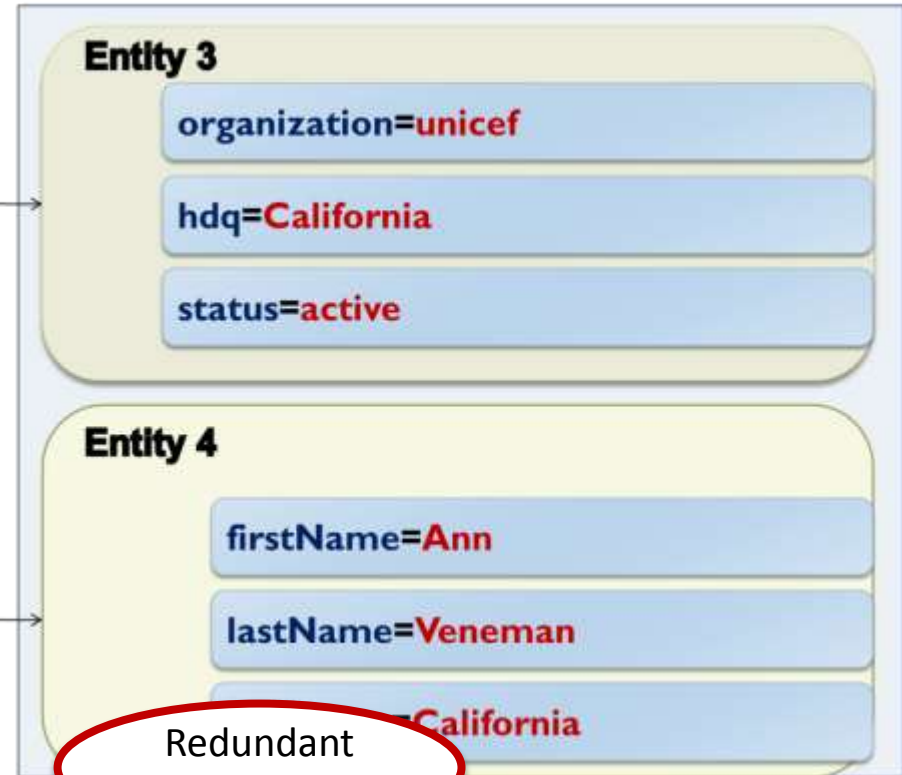 Entity 3
organization=unicef
hdq=California
status=active
Entity 4
firstName=Ann
lastName=Veneman
=California
Redundant